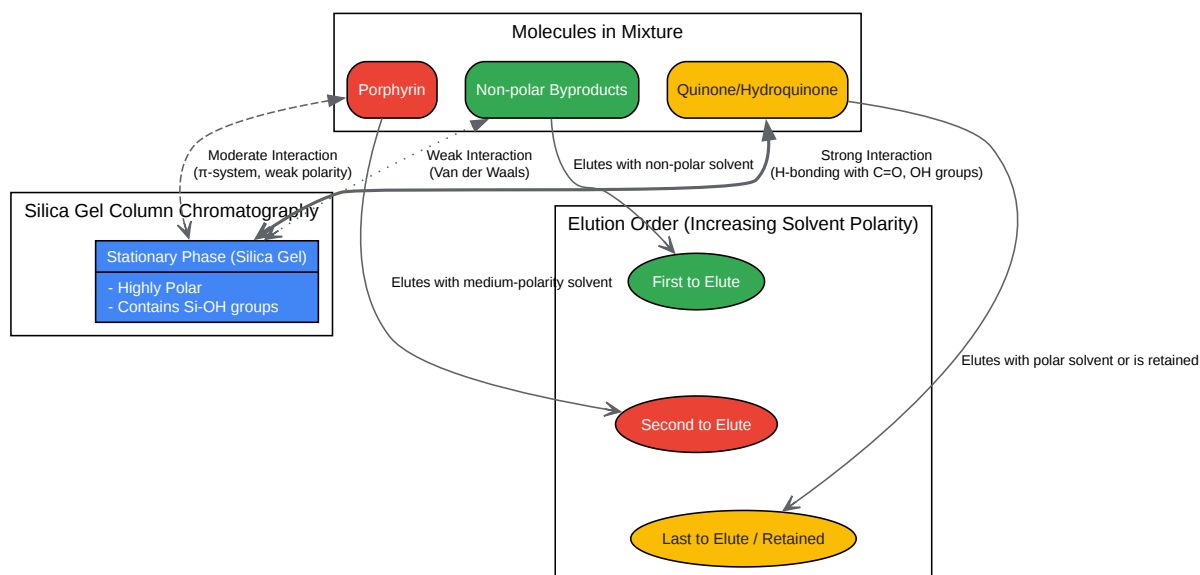 Molecules in Mixture
Porphyrin
Non-polar Byproducts
Quinone/Hydroquinone
Moderate Interaction
(π-system, weak polarity)
Weak Interaction
(Van der Waals)
Elutes with non-polar solvent
Strong Interaction
(H-bonding with C=O, OH groups)
Silica Gel Column Chromatography
Stationary Phase (Silica Gel)
- Highly Polar
- Contains Si-OH groups
Elution Order (Increasing Solvent Polarity)
Elutes with medium-polarity solvent
First to Elute
Elutes with polar solvent or is retained
Second to Elute
Last to Elute / Retained